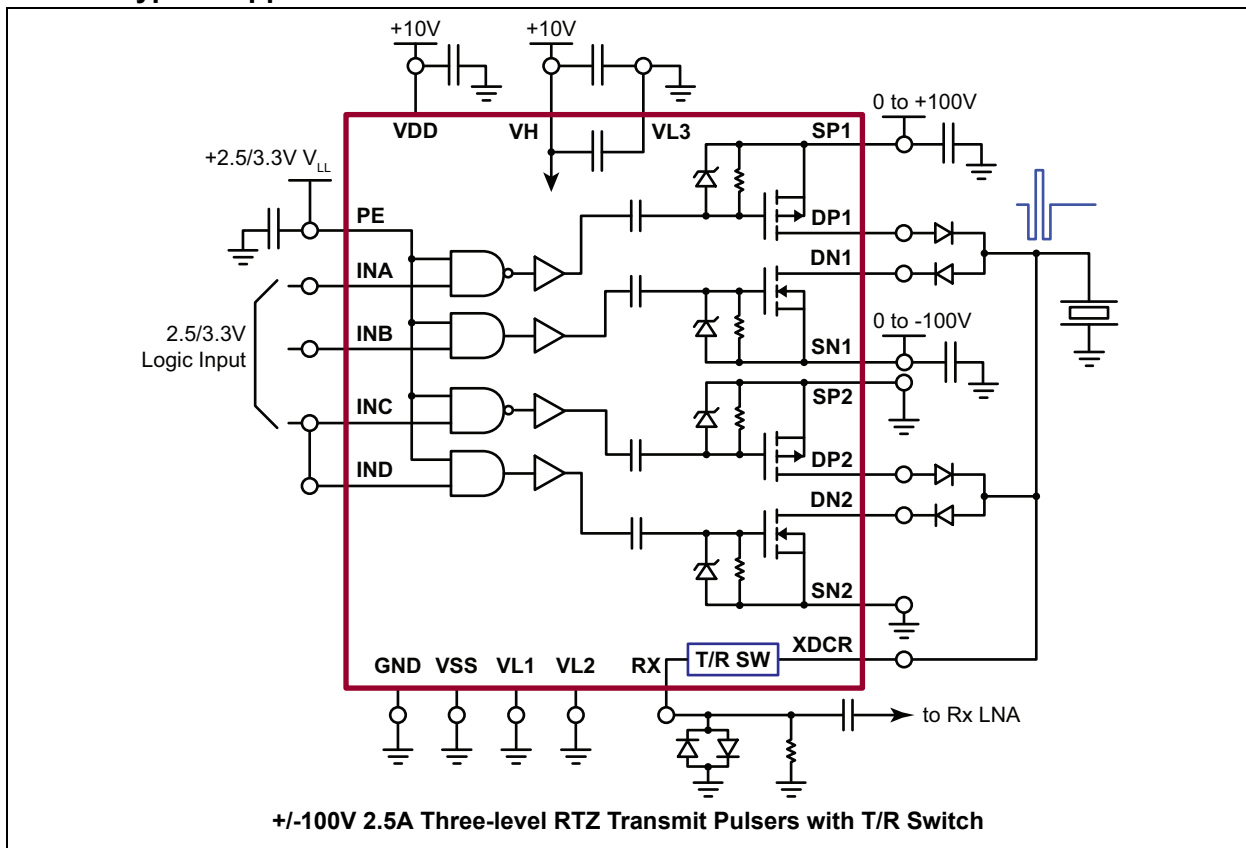 +10V
+10V
VDD
VH
VL3
SP1
0 to +100V
+2.5/3.3V VLL
PE
DP1
INA
DN1
2.5/3.3V
Logic Input
INB
0 to -100V
SN1
SP2
INC
DP2
IND
DN2
SN2
XDCR
GND
VSS
VL1
VL2
RX
T/R SW
to Rx LNA
+/-100V 2.5A Three-level RTZ Transmit Pulsers with T/R Switch